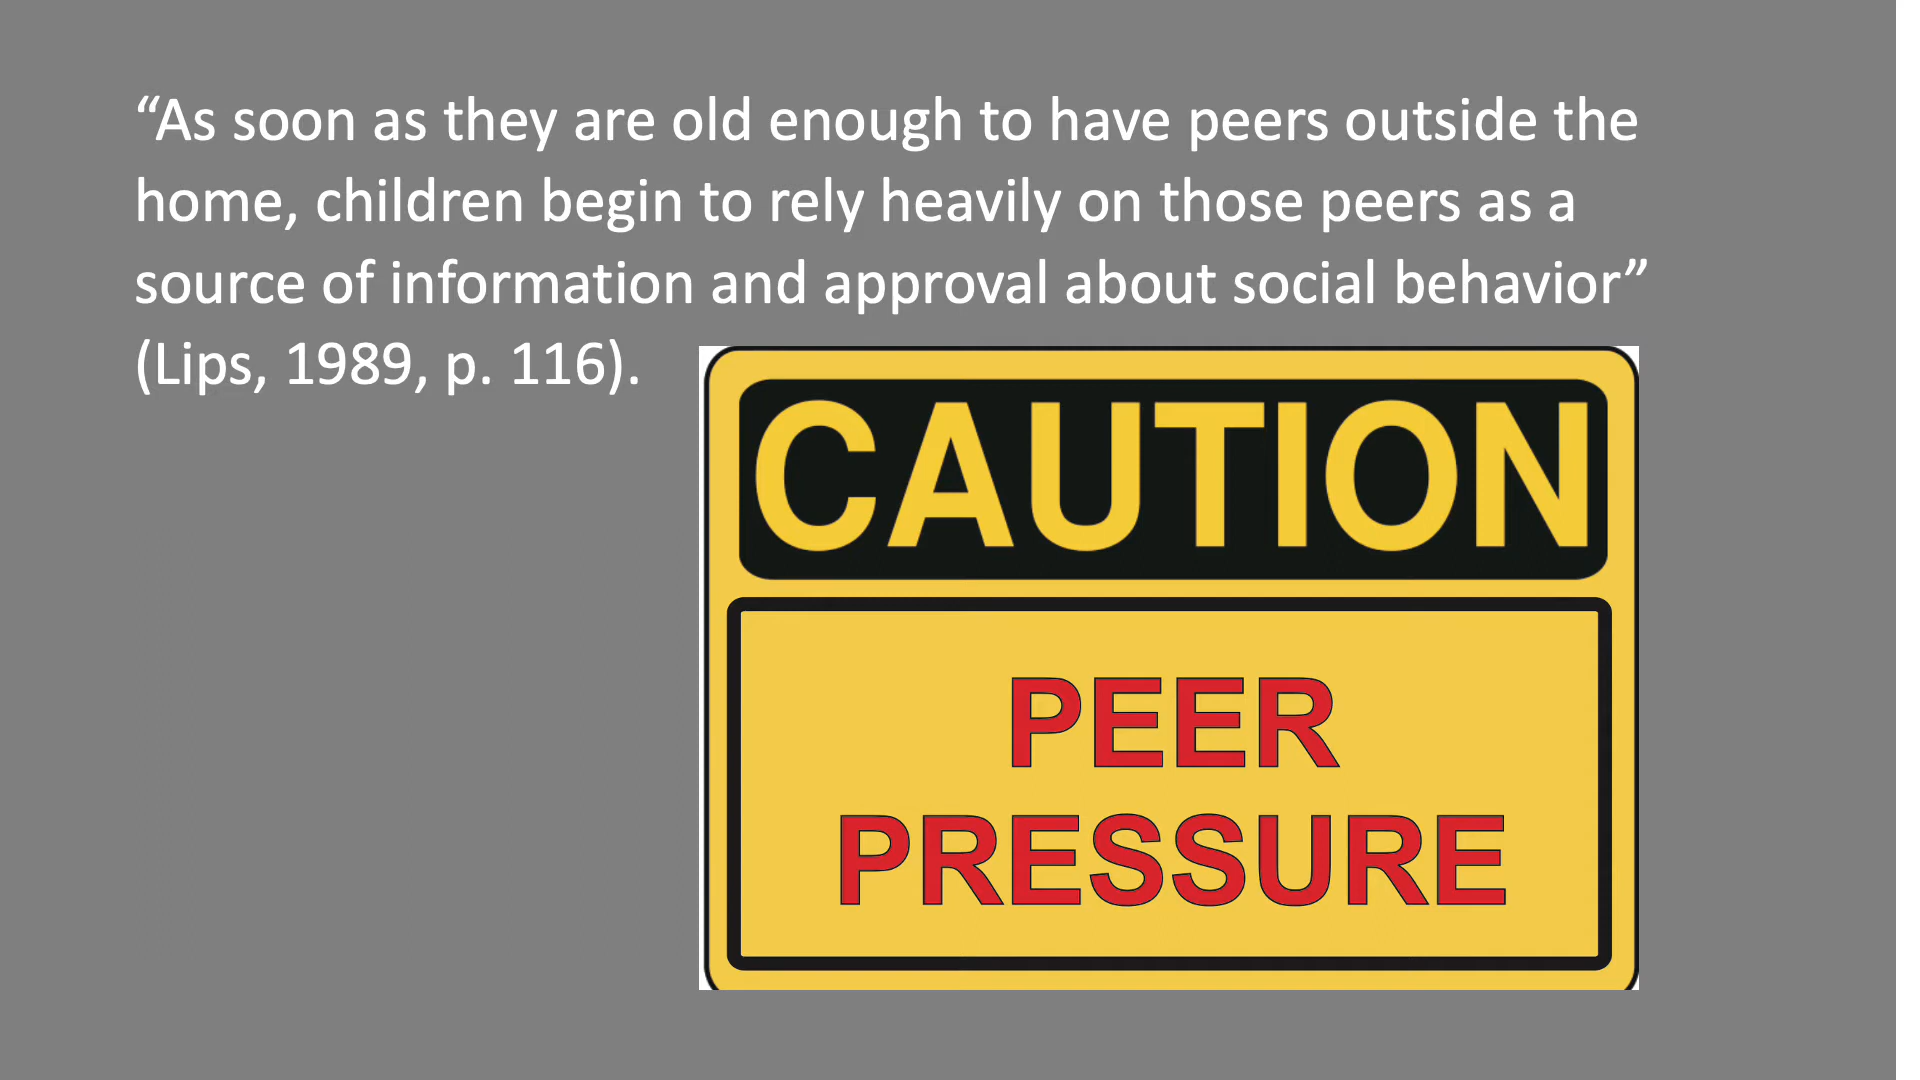 “As soon as they are old enough to have peers outside the
home, children begin to rely heavily on those peers as a
source of information and approval about social behavior”
(Lips, 1989, p. 116).
CAUTION
PEER
PRESSURE